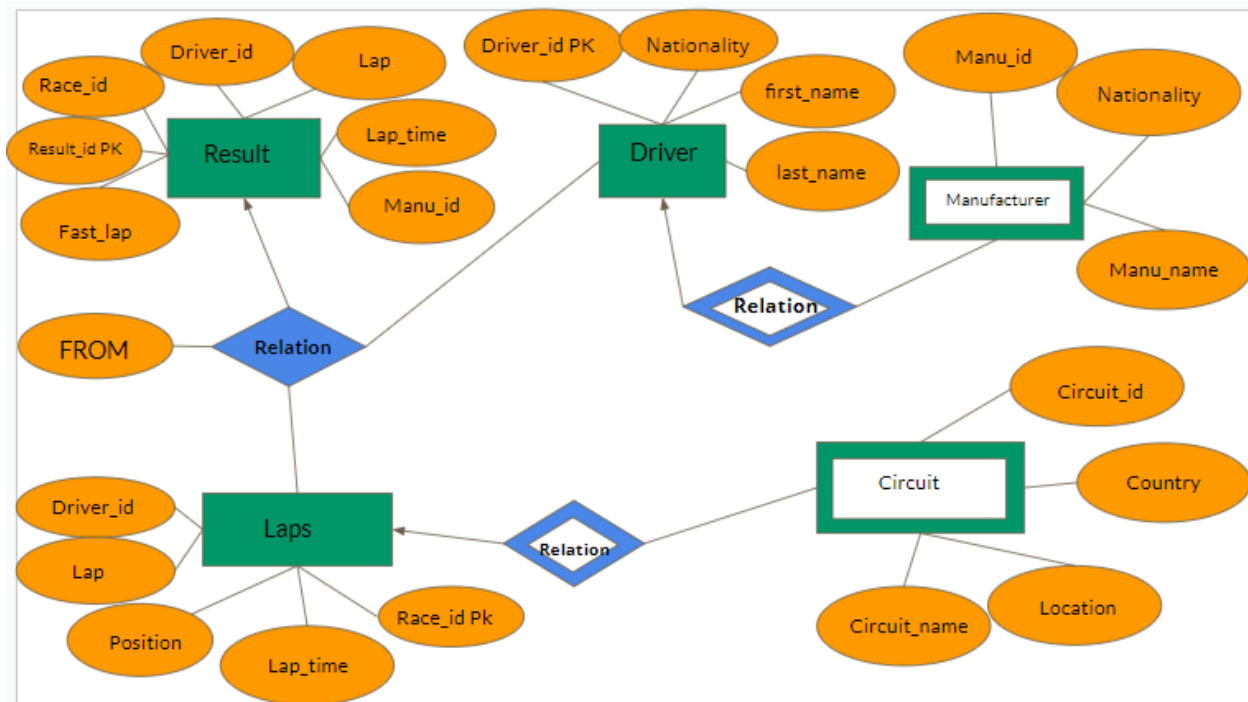 Driver_id
Lap
Race_id
Result_id PK
Result
Lap_time
Manu_id
Fast_lap
Driver_id PK
Nationality
first_name
Driver
last_name
Manu_id
Nationality
Manufacturer
Manu_name
Relation
FROM
Relation
Circuit_id
Circuit
Country
Circuit_name
Location
Driver_id
Laps
Lap
Position
Lap_time
Race_id Pk
Relation